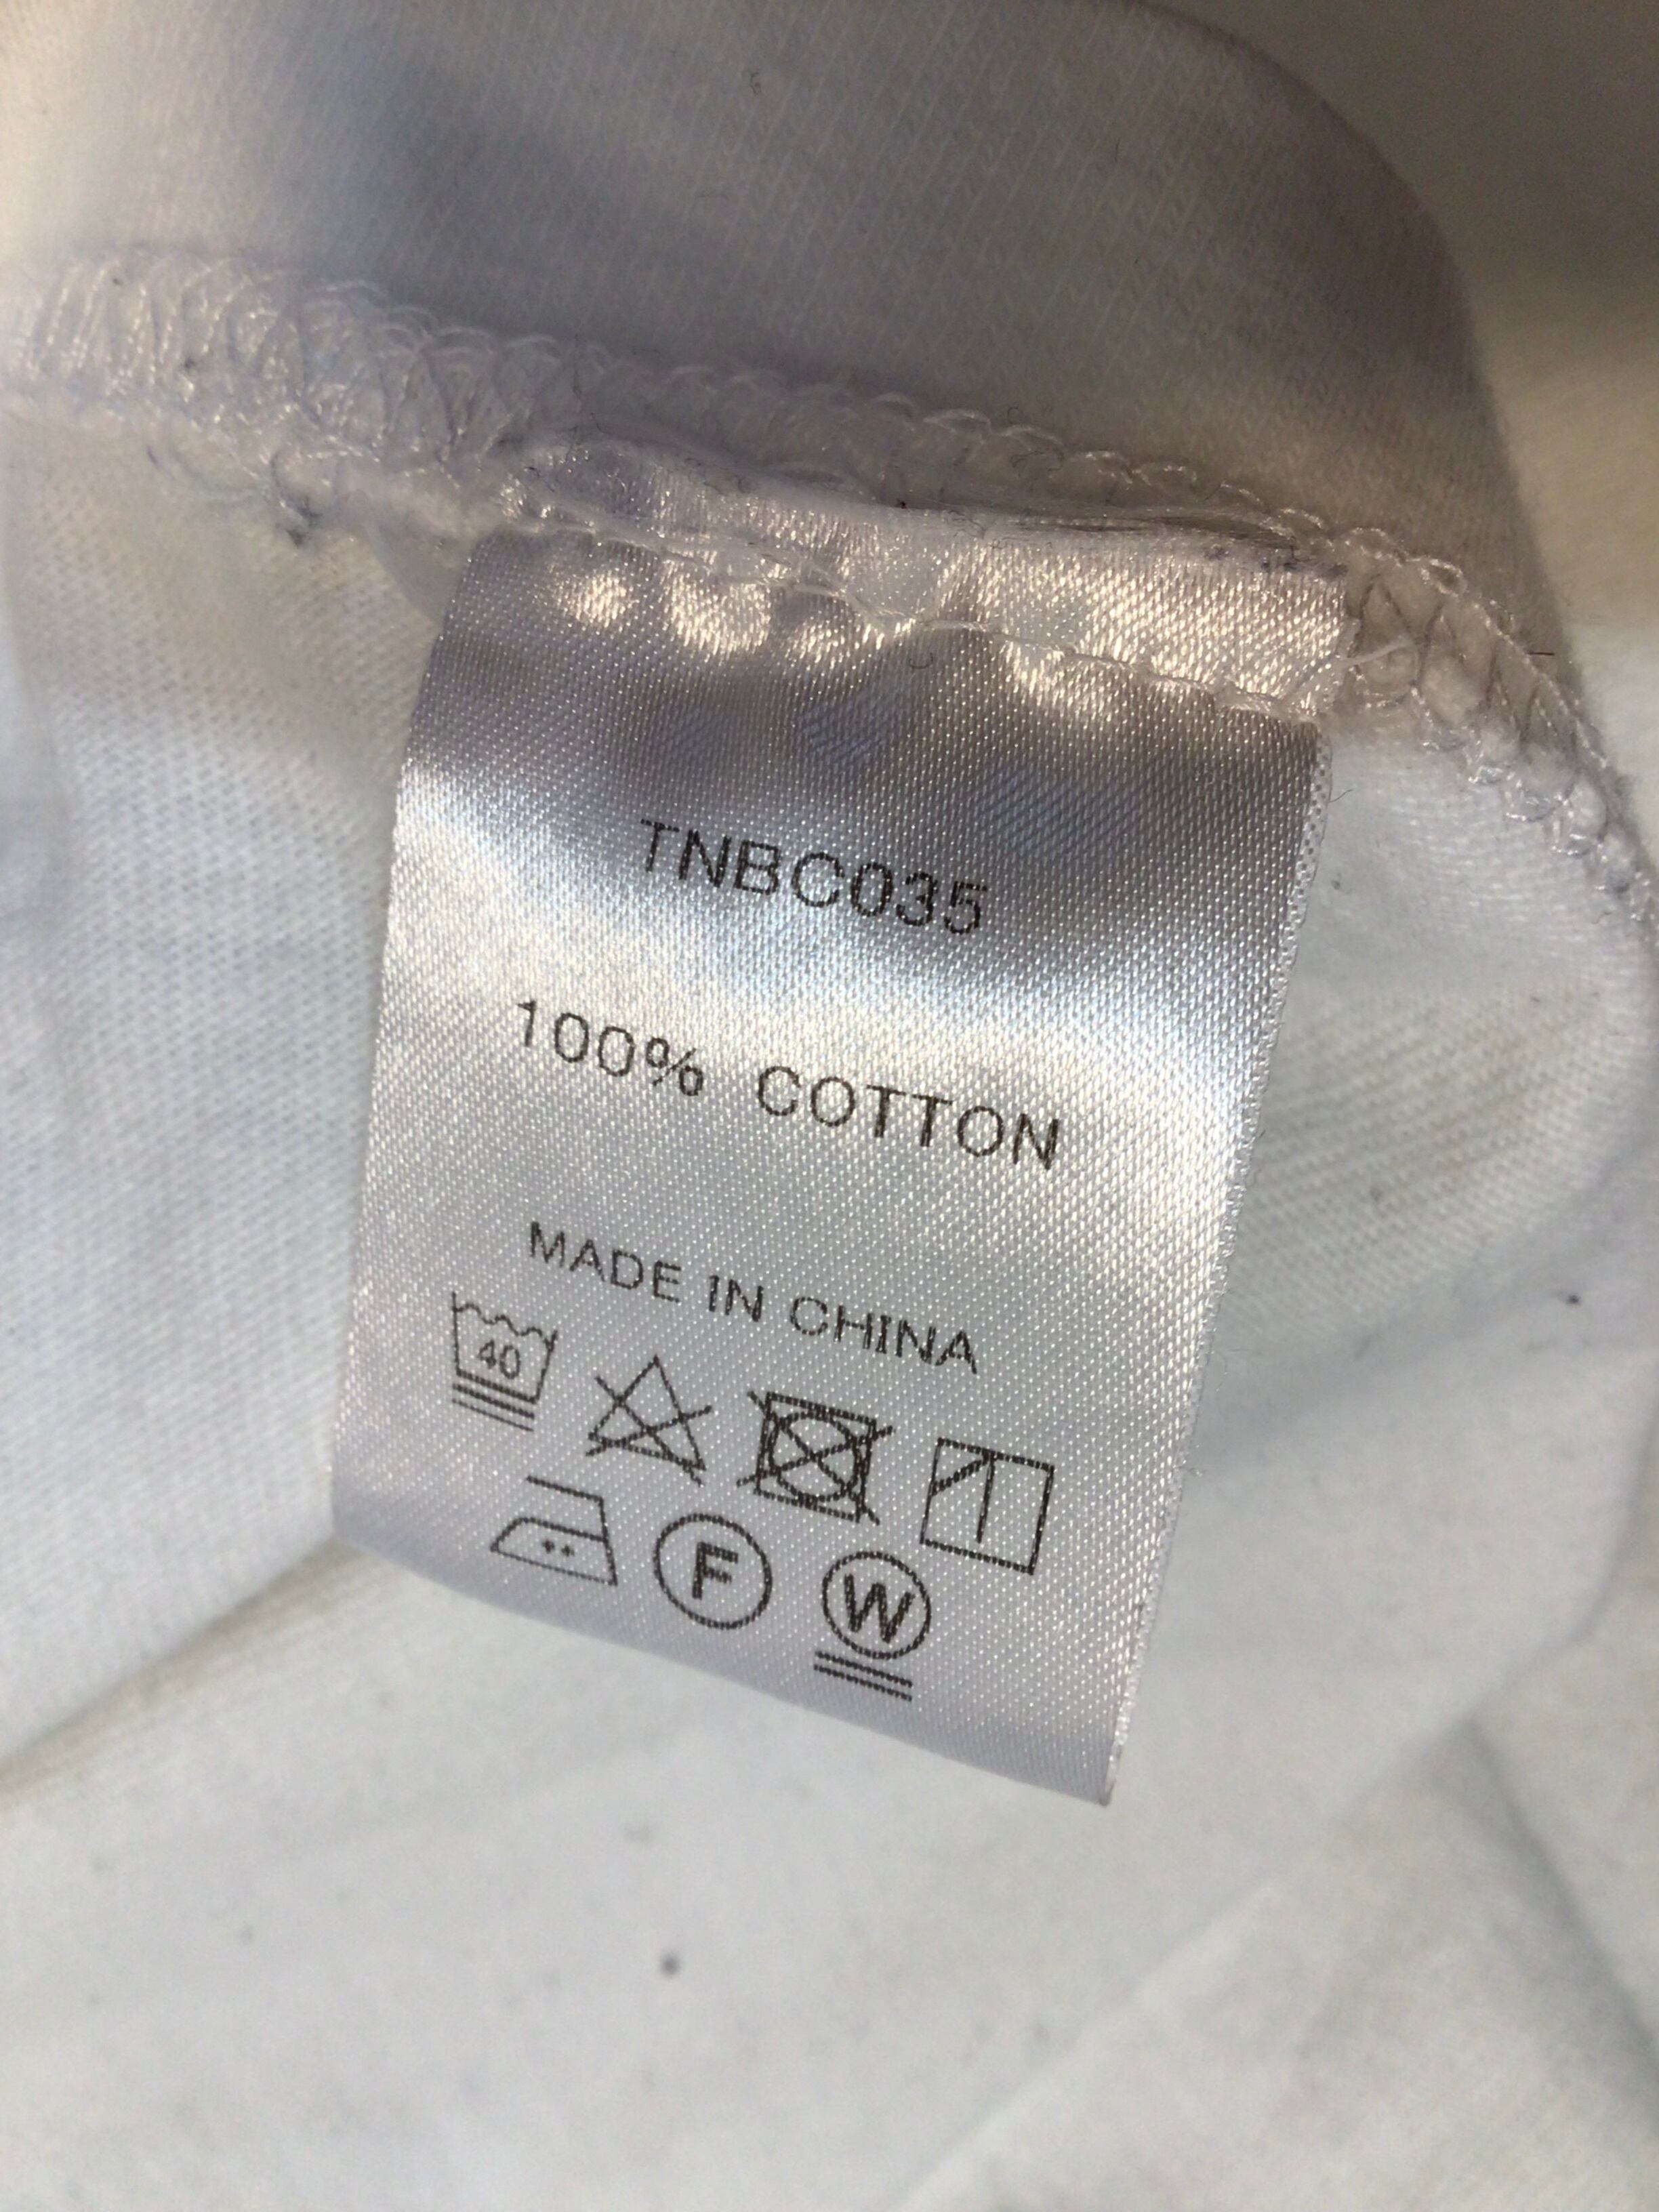 TNBC035
100% COTTON
MADE IN CHINA
40
F
W